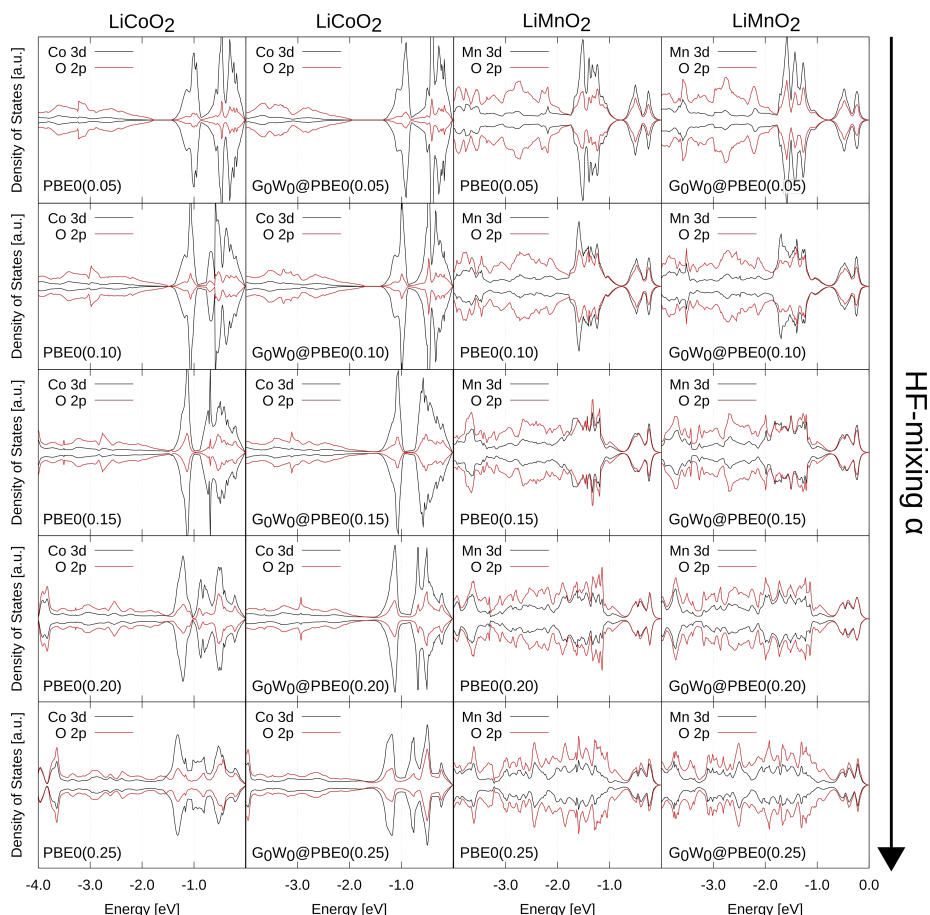 LiCoO2 LiCoO2 LiMnO2 LiMnO2
Density of States [a.u.]
Co 3d
O 2p
PBE0(0.05)
Co 3d
O 2p
G0W0@PBE0(0.05)
Mn 3d
O 2p
PBE0(0.05)
Mn 3d
O 2p
G0W0@PBE0(0.05)
Density of States [a.u.]
Co 3d
O 2p
PBE0(0.10)
Co 3d
O 2p
G0W0@PBE0(0.10)
Mn 3d
O 2p
PBE0(0.10)
Mn 3d
O 2p
G0W0@PBE0(0.10)
Density of States [a.u.]
Co 3d
O 2p
PBE0(0.15)
Co 3d
O 2p
G0W0@PBE0(0.15)
Mn 3d
O 2p
PBE0(0.15)
Mn 3d
O 2p
G0W0@PBE0(0.15)
Density of States [a.u.]
Co 3d
O 2p
PBE0(0.20)
Co 3d
O 2p
G0W0@PBE0(0.20)
Mn 3d
O 2p
PBE0(0.20)
Mn 3d
O 2p
G0W0@PBE0(0.20)
Density of States [a.u.]
Co 3d
O 2p
PBE0(0.25)
Co 3d
O 2p
G0W0@PBE0(0.25)
Mn 3d
O 2p
PBE0(0.25)
Mn 3d
O 2p
G0W0@PBE0(0.25)
-4.0 -3.0 -2.0 -1.0 -3.0 -2.0 -1.0 -3.0 -2.0 -1.0 -3.0 -2.0 -1.0 0.0
Energy [eV] Energy [eV] Energy [eV] Energy [eV]
HF-mixing α